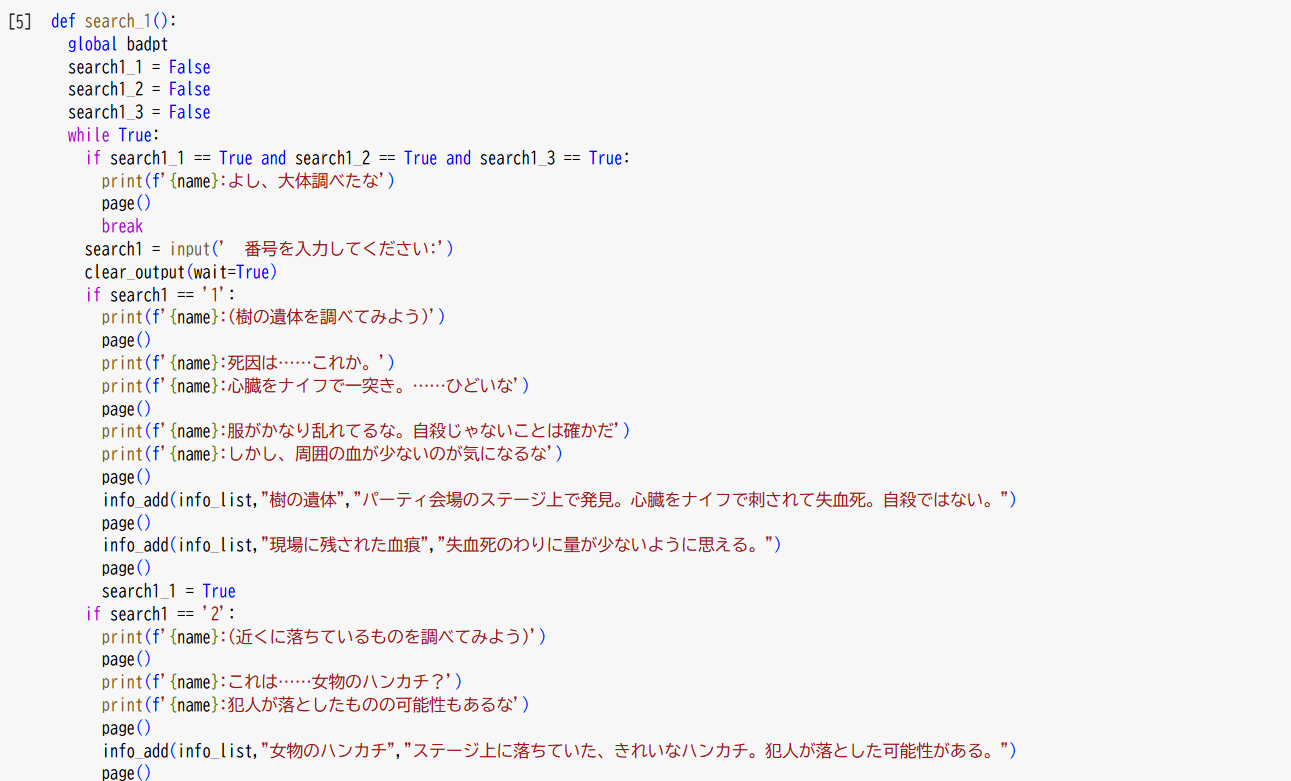 [5] def search_1():
global badpt
search1_1 = False
search1_2 = False
search1_3 = False
while True:
if search1_1 == True and search1_2 == True and search1_3 == True:
print(f'{name}:よし、大体調べたな')
page()
break
search1 = input('　番号を入力してください:')
clear_output(wait=True)
if search1 == '1':
print(f'{name}:(樹の遺体を調べてみよう)')
page()
print(f'{name}:死因は……これか。')
print(f'{name}:心臓をナイフで一突き。……ひどいな')
page()
print(f'{name}:服がかなり乱れてるな。自殺じゃないことは確かだ')
print(f'{name}:しかし、周囲の血が少ないのが気になるな')
page()
info_add(info_list,"樹の遺体","パーティ会場のステージ上で発見。心臓をナイフで刺されて失血死。自殺ではない。")
page()
info_add(info_list,"現場に残された血痕","失血死のわりに量が少ないように思える。")
page()
search1_1 = True
if search1 == '2':
print(f'{name}:(近くに落ちているものを調べてみよう)')
page()
print(f'{name}:これは……女物のハンカチ？')
print(f'{name}:犯人が落としたものの可能性もあるな')
page()
info_add(info_list,"女物のハンカチ","ステージ上に落ちていた、きれいなハンカチ。犯人が落とした可能性がある。")
page()